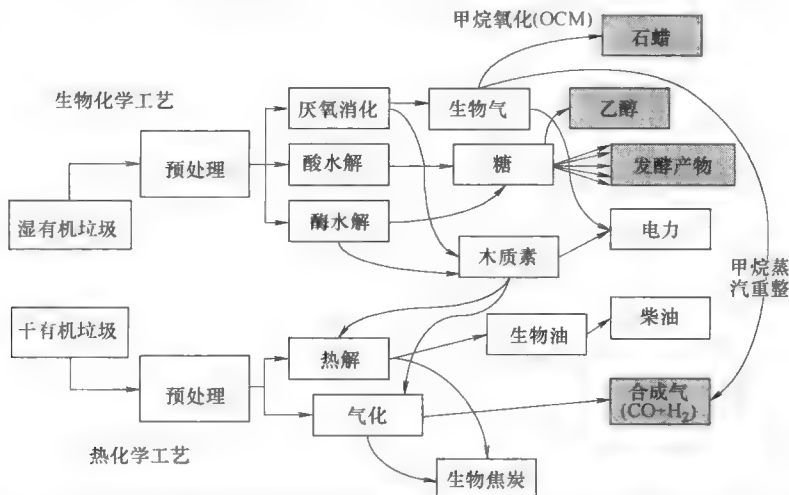 甲烷氧化(OCM)
石蜡
生物化学工艺
厌氧消化
生物气
乙醇
预处理
酸水解
糖
发酵产物
湿有机垃圾
酶水解
木质素
电力
甲烷蒸
汽重整
干有机垃圾
热解
生物油
柴油
预处理
气化
合成气
(CO+H₂)
热化学工艺
生物焦炭